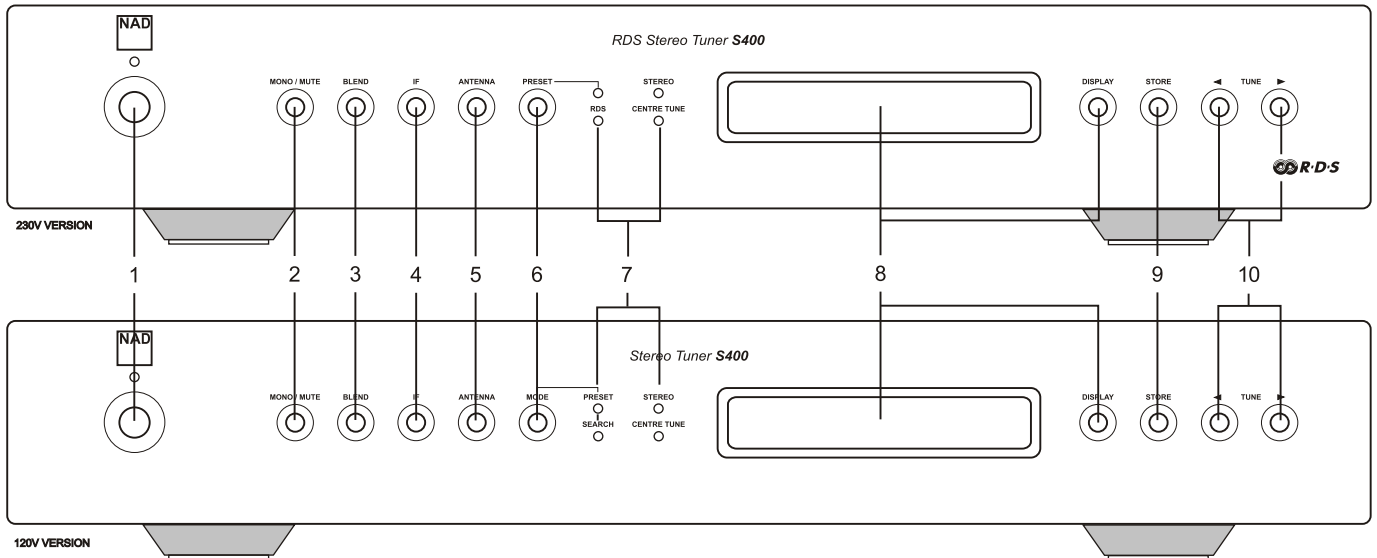 NAD
RDS Stereo Tuner S400
MONO / MUTE BLEND IF ANTENNA PRESET STEREO DISPLAY STORE ◄ TUNE ►
RDS CENTRE TUNE
R·D·S
230V VERSION
1 2 3 4 5 6 7 8 9 10
NAD
Stereo Tuner S400
MONO / MUTE BLEND IF ANTENNA MODE PRESET STEREO DISPLAY STORE ◄ TUNE ►
SEARCH CENTRE TUNE
120V VERSION